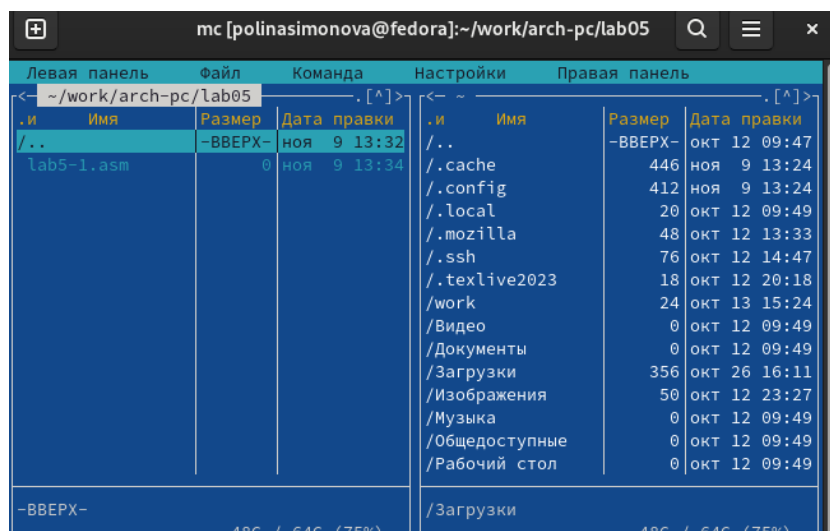 mc [polinasimonova@fedora]:~/work/arch-pc/lab05
Левая панель Файл Команда Настройки Правая панель
<— ~/work/arch-pc/lab05 —.[^]>
.и Имя Размер Дата правки
/.. -ВВЕРХ- ноя 9 13:32
lab5-1.asm 0 ноя 9 13:34
-ВВЕРХ-
<— ~ —.[^]>
.и Имя Размер Дата правки
/.. -ВВЕРХ- окт 12 09:47
/.cache 446 ноя 9 13:24
/.config 412 ноя 9 13:24
/.local 20 окт 12 09:49
/.mozilla 48 окт 12 13:33
/.ssh 76 окт 12 14:47
/.texlive2023 18 окт 12 20:18
/work 24 окт 13 15:24
/Видео 0 окт 12 09:49
/Документы 0 окт 12 09:49
/Загрузки 356 окт 26 16:11
/Изображения 50 окт 12 23:27
/Музыка 0 окт 12 09:49
/Общедоступные 0 окт 12 09:49
/Рабочий стол 0 окт 12 09:49
/Загрузки